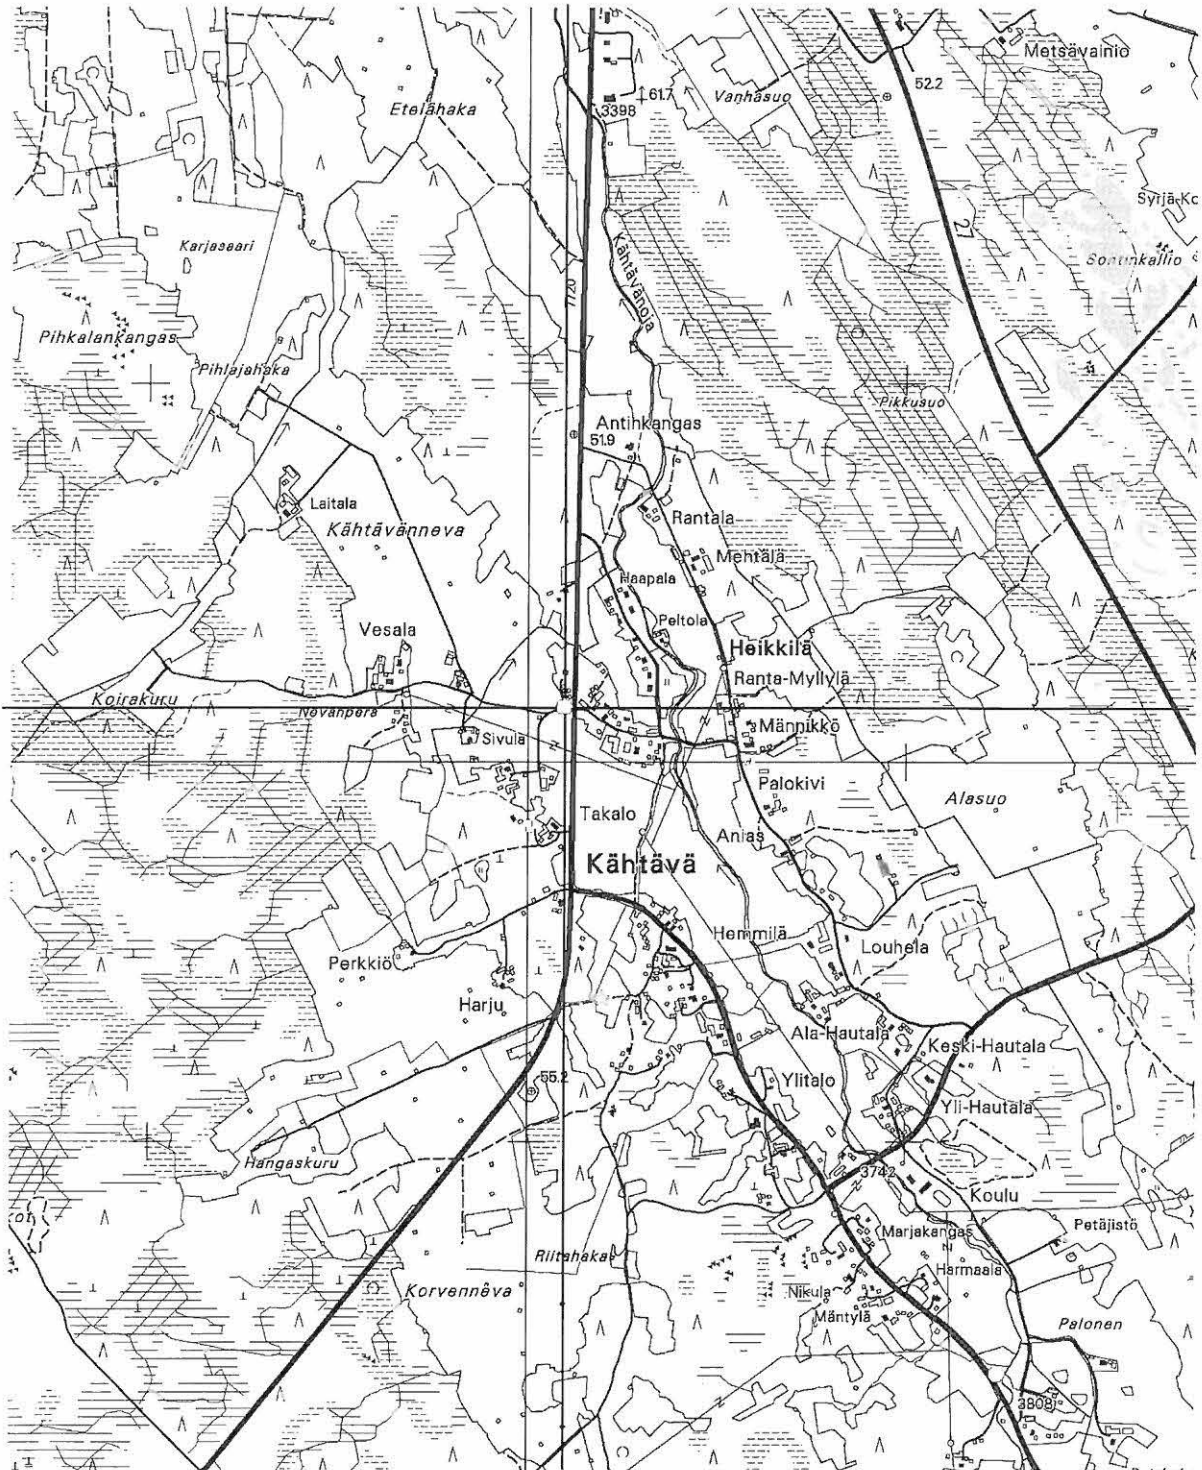 Metsävainio
52.2
Etelähaka
61.7
Vanhasuo
3398
Syrjä-Ko
Karjasaari
27
Sontinkallio
Kähtävänoja
Pihkalankangas
Pihlajahaka
Pikkusuo
Antinkangas
51.9
Laitala
Rantala
Kähtävänneva
Mehtälä
Haapala
Peltola
Vesala
Heikkilä
Ranta-Myllylä
Koirakuru
Nevanperä
Männikkö
Sivula
Palokivi
Alasuo
Takalo
Anias
Kähtävä
Hemmilä
Louhela
Perkkiö
Harju
Ala-Hautala
Keski-Hautala
55.2
Ylitalo
Yli-Hautala
Hangaskuru
3742
Koulu
Petäjistö
Marjakangas
Riitahaka
Harmaala
Korvenneva
Nikula
Mäntylä
Palonen
3808